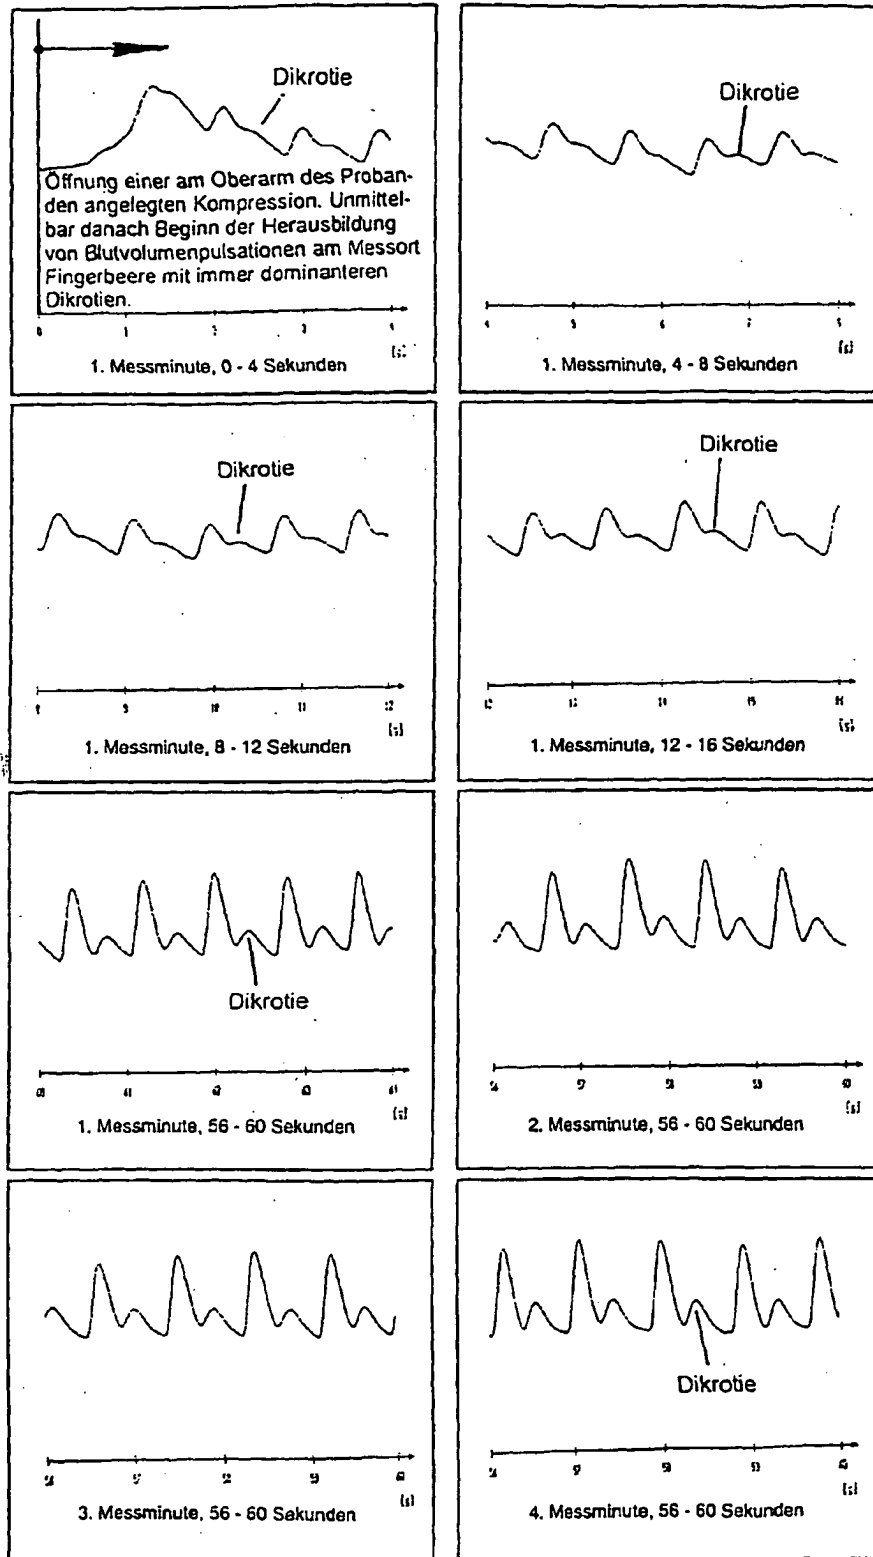 Dikrotie
Öffnung einer am Oberarm des Proban-
den angelegten Kompression. Unmittel-
bar danach Beginn der Herausbildung
von Blutvolumenpulsationen am Messort
Fingerbeere mit immer dominanteren
Dikrotien.
1. Messminute, 0 - 4 Sekunden
Dikrotie
1. Messminute, 4 - 8 Sekunden
Dikrotie
1. Messminute, 8 - 12 Sekunden
Dikrotie
1. Messminute, 12 - 16 Sekunden
Dikrotie
1. Messminute, 56 - 60 Sekunden
2. Messminute, 56 - 60 Sekunden
3. Messminute, 56 - 60 Sekunden
Dikrotie
4. Messminute, 56 - 60 Sekunden